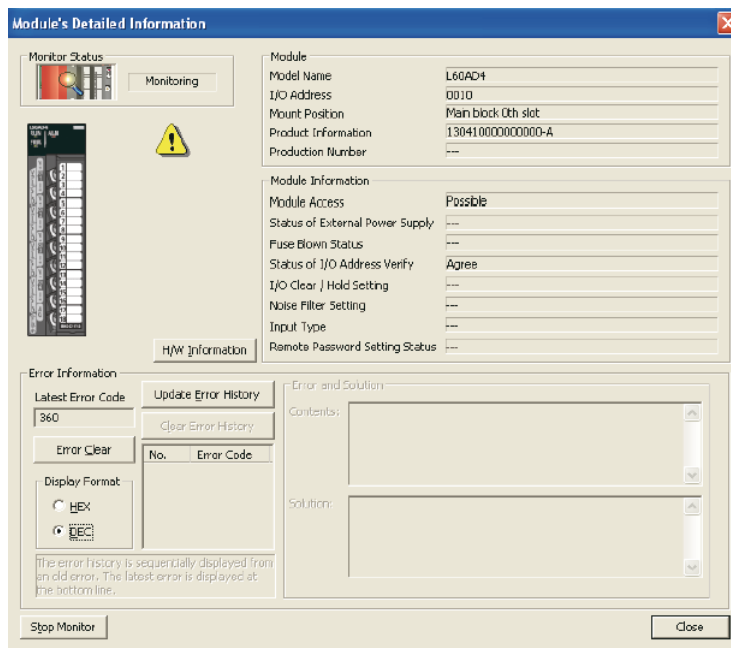 Module's Detailed Information
Monitor Status
Monitoring
H/W Information
Module
Model Name L60AD4
I/O Address 0010
Mount Position Main block 0th slot
Product Information 130410000000000-A
Production Number ---
Module Information
Module Access Possible
Status of External Power Supply ---
Fuse Blown Status ---
Status of I/O Address Verify Agree
I/O Clear / Hold Setting ---
Noise Filter Setting ---
Input Type ---
Remote Password Setting Status ---
Error Information
Latest Error Code
360
Error Clear
Display Format
HEX
DEC
Update Error History
Clear Error History
No. Error Code
The error history is sequentially displayed from
an old error. The latest error is displayed at
the bottom line.
Error and Solution
Contents:
Solution:
Stop Monitor
Close